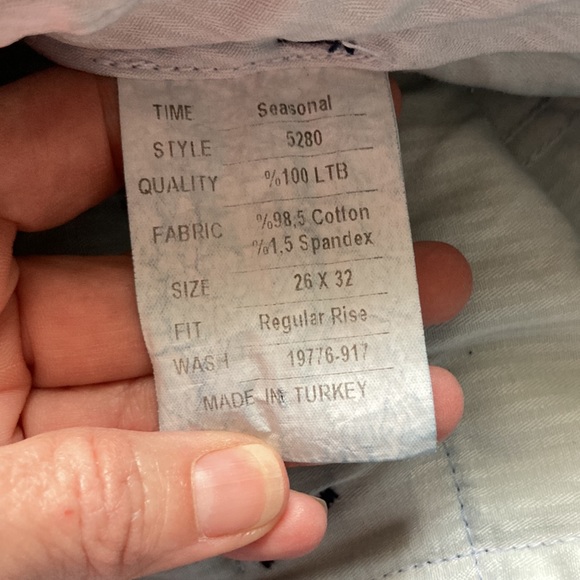 TIME Seasonal
STYLE 5280
QUALITY %100 LTB
FABRIC %98,5 Cotton
%1,5 Spandex
SIZE 26 X 32
FIT Regular Rise
WASH 19776-917
MADE IN TURKEY